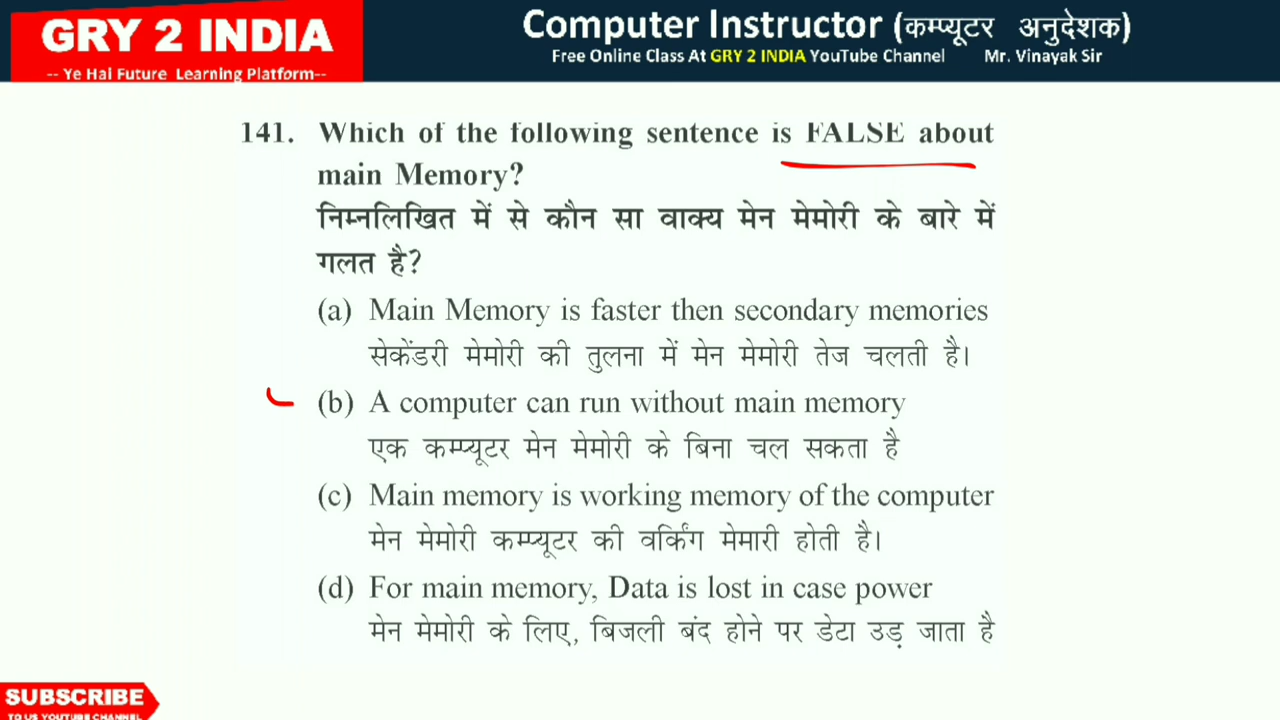 GRY 2 INDIA
-- Ye Hai Future Learning Platform--
Computer Instructor (कम्प्यूटर अनुदेशक)
Free Online Class At GRY 2 INDIA YouTube Channel Mr. Vinayak Sir
141. Which of the following sentence is FALSE about
main Memory?
निम्नलिखित में से कौन सा वाक्य मेन मेमोरी के बारे में
गलत है?
(a) Main Memory is faster then secondary memories
सेकेंडरी मेमोरी की तुलना में मेन मेमोरी तेज चलती है।
(b) A computer can run without main memory
एक कम्प्यूटर मेन मेमोरी के बिना चल सकता है
(c) Main memory is working memory of the computer
मेन मेमोरी कम्प्यूटर की वर्किंग मेमारी होती है।
(d) For main memory, Data is lost in case power
मेन मेमोरी के लिए, बिजली बंद होने पर डेटा उड़ जाता है
SUBSCRIBE
TO US YOUTUBE CHANNEL